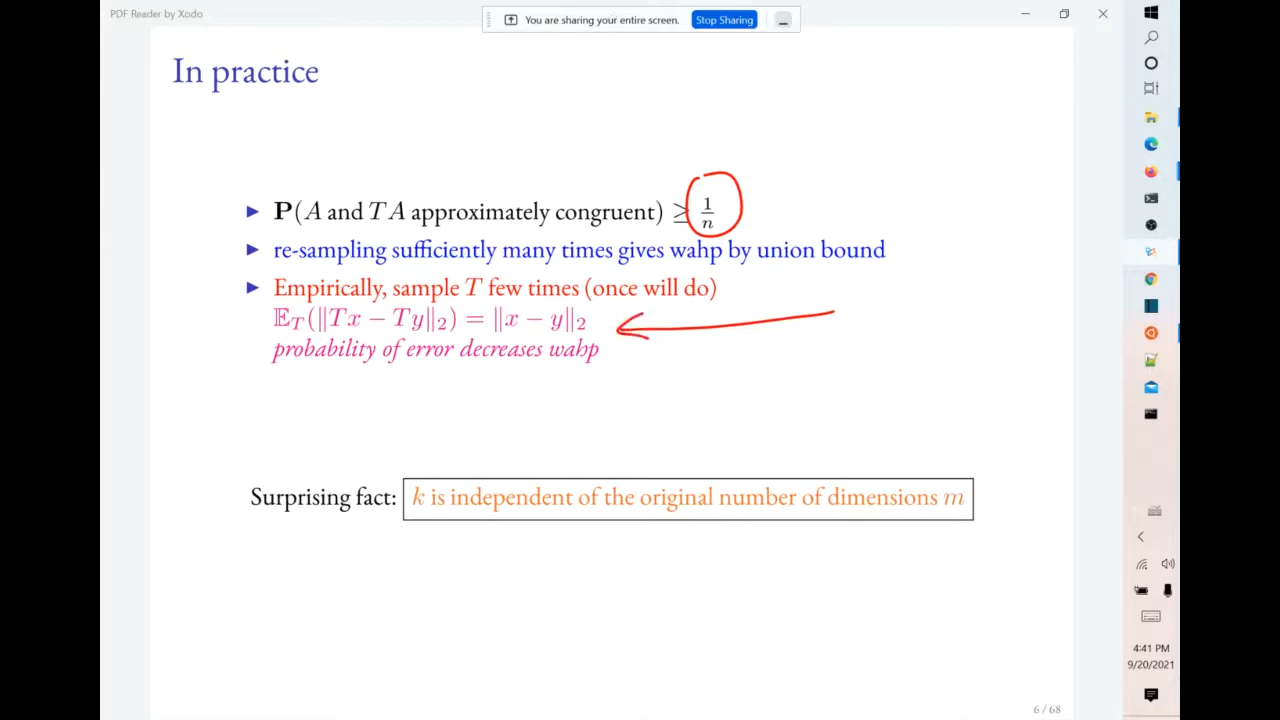 PDF Reader by Xodo
You are sharing your entire screen. Stop Sharing
In practice
▶ P(A and TA approximately congruent) ≥ 1/n
▶ re-sampling sufficiently many times gives wahp by union bound
▶ Empirically, sample T few times (once will do)
𝔼_T(‖Tx − Ty‖₂) = ‖x − y‖₂
probability of error decreases wahp
Surprising fact: k is independent of the original number of dimensions m
6 / 68
4:41 PM
9/20/2021